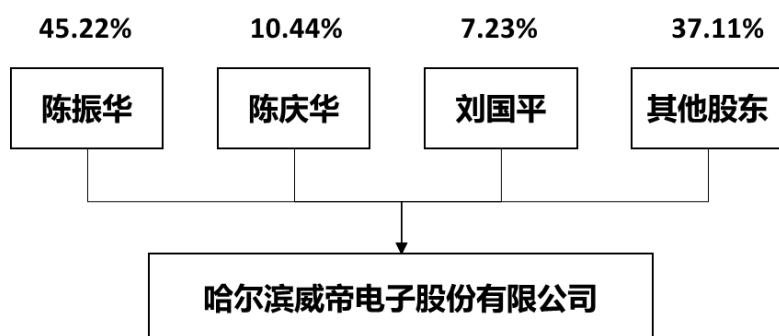 45.22% 10.44% 7.23% 37.11%
陈振华 陈庆华 刘国平 其他股东
哈尔滨威帝电子股份有限公司